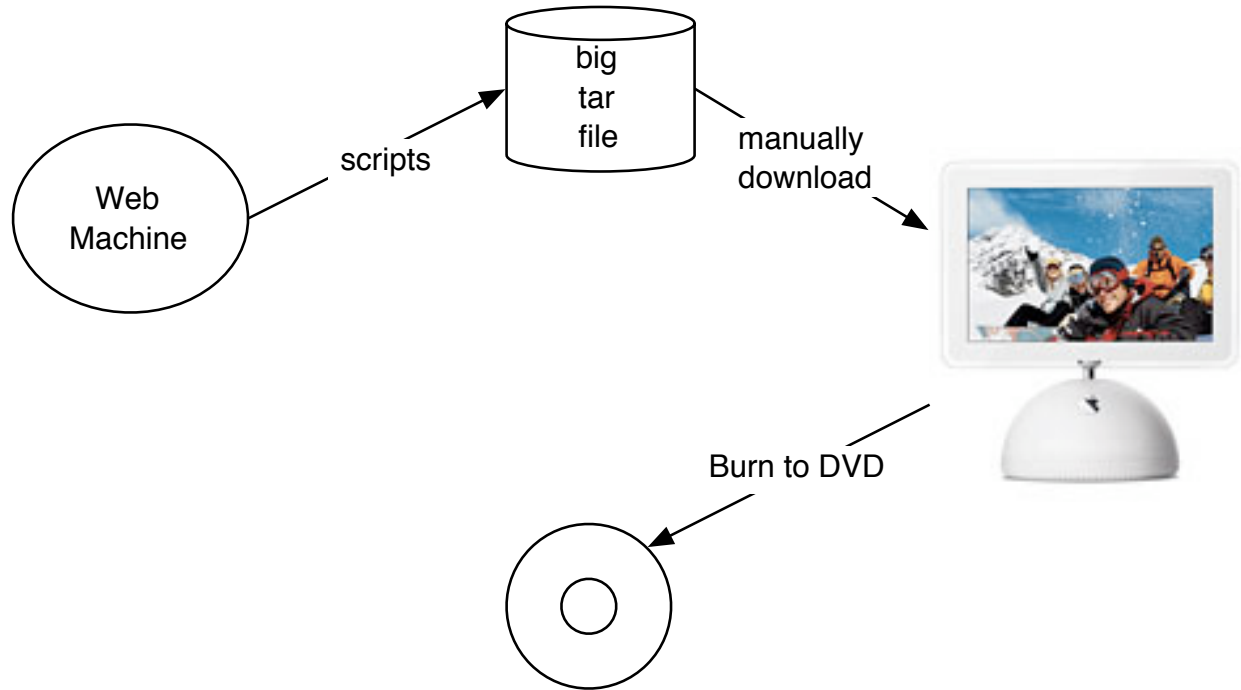 big
tar
file
scripts
manually
download
Web
Machine
Burn to DVD